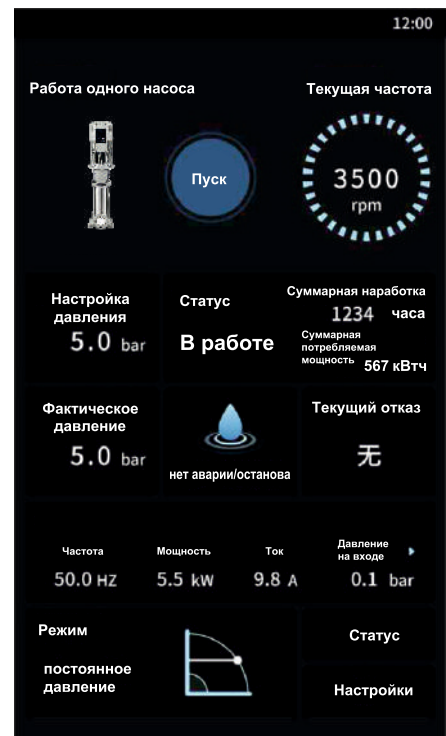 12:00
Работа одного насоса
Текущая частота
Пуск
3500
rpm
Настройка
давления
5.0 bar
Статус
В работе
Суммарная наработка
1234 часа
Суммарная
потребляемая
мощность 567 кВтч
Фактическое
давление
5.0 bar
нет аварии/останова
Текущий отказ
无
Частота
Мощность
Ток
Давление
на входе
50.0 HZ
5.5 kW
9.8 A
0.1 bar
Режим
постоянное
давление
Статус
Настройки